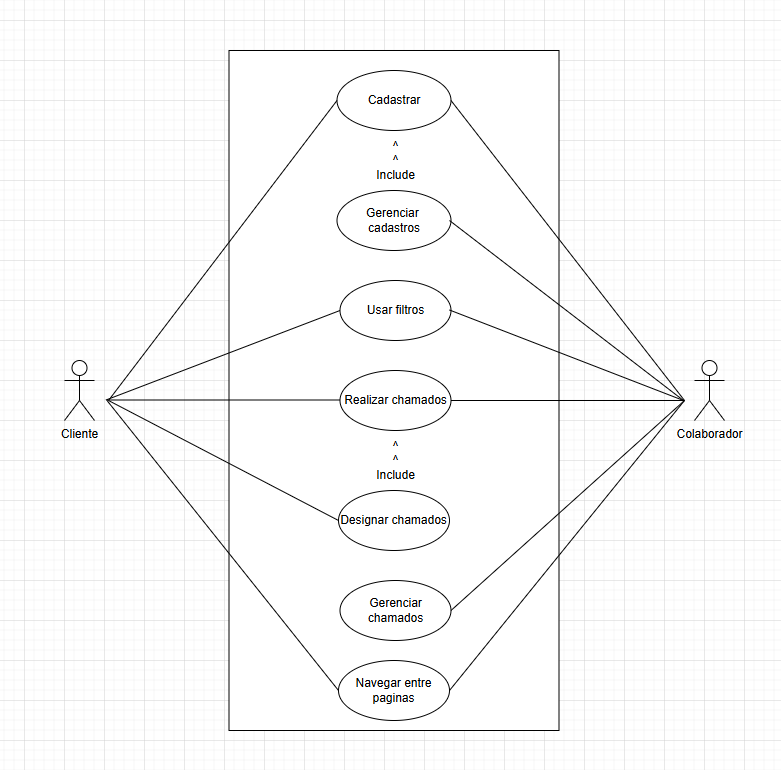 Cadastrar
^
^
Include
Gerenciar
cadastros
Usar filtros
Realizar chamados
Cliente
Colaborador
^
^
Include
Designar chamados
Gerenciar
chamados
Navegar entre
paginas